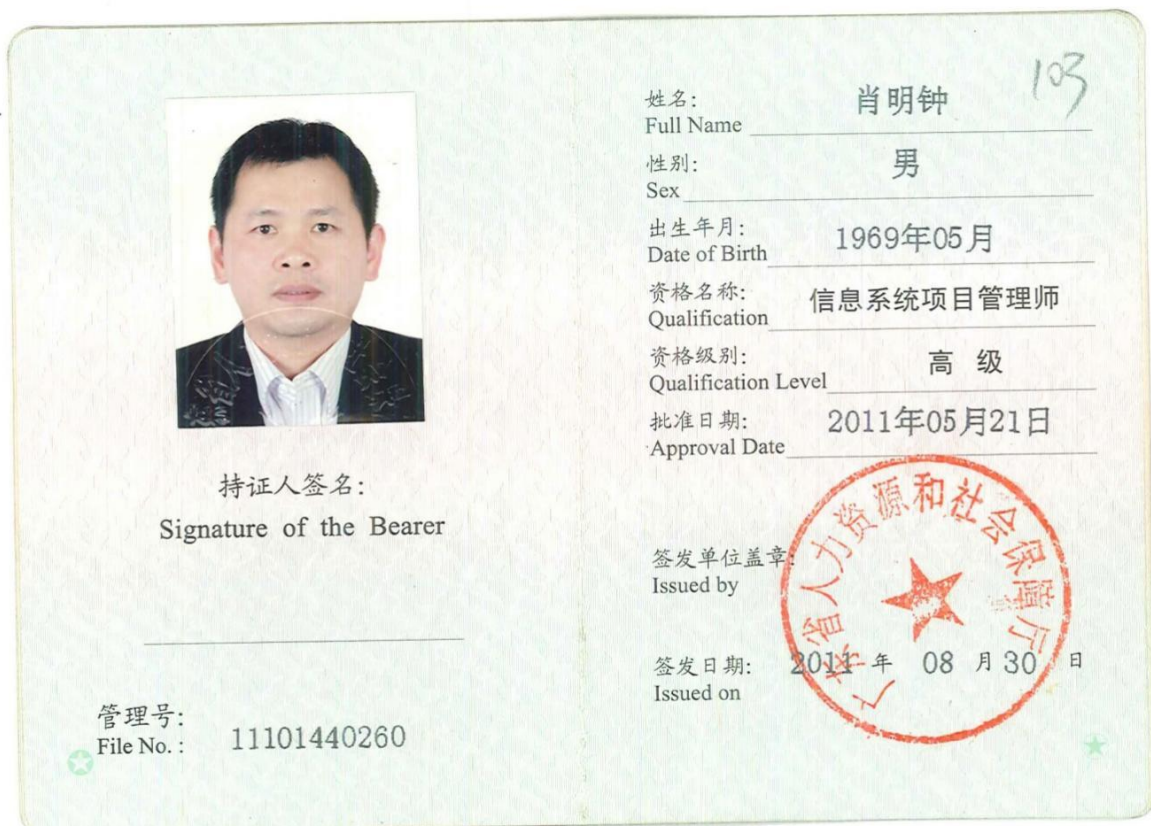 103
姓名:
Full Name 肖明钟
性别:
Sex 男
出生年月:
Date of Birth 1969年05月
资格名称:
Qualification 信息系统项目管理师
资格级别:
Qualification Level 高 级
批准日期:
Approval Date 2011年05月21日
持证人签名:
Signature of the Bearer
签发单位盖章:
Issued by
广东省人力资源和社会保障厅
签发日期: 2011 年 08 月 30 日
Issued on
管理号:
File No. : 11101440260